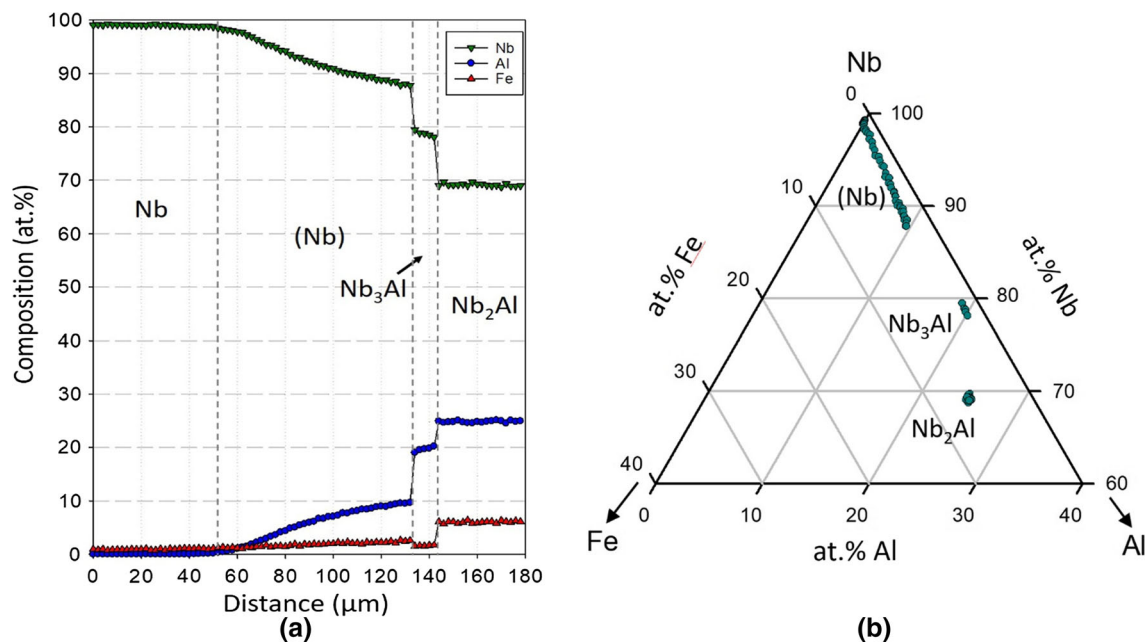 (a)
100
90
80
70
60
50
40
30
20
10
0
Composition (at.%)
Nb
Al
Fe
Nb
(Nb)
Nb₃Al
Nb₂Al
0 20 40 60 80 100 120 140 160 180
Distance (µm)
(a)
Nb
0
100
10
(Nb)
90
at.% Fe
at.% Nb
20
80
Nb₃Al
30
70
Nb₂Al
40
60
0 10 20 30 40
Fe
at.% Al
Al
(b)